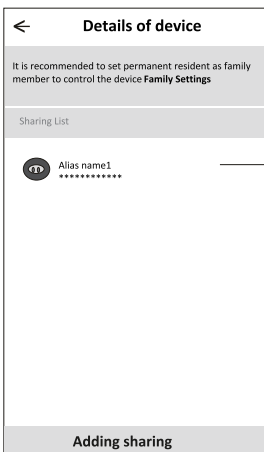 Details of device
It is recommended to set permanent resident as family
member to control the device Family Settings
Sharing List
Alias name1
************
Adding sharing